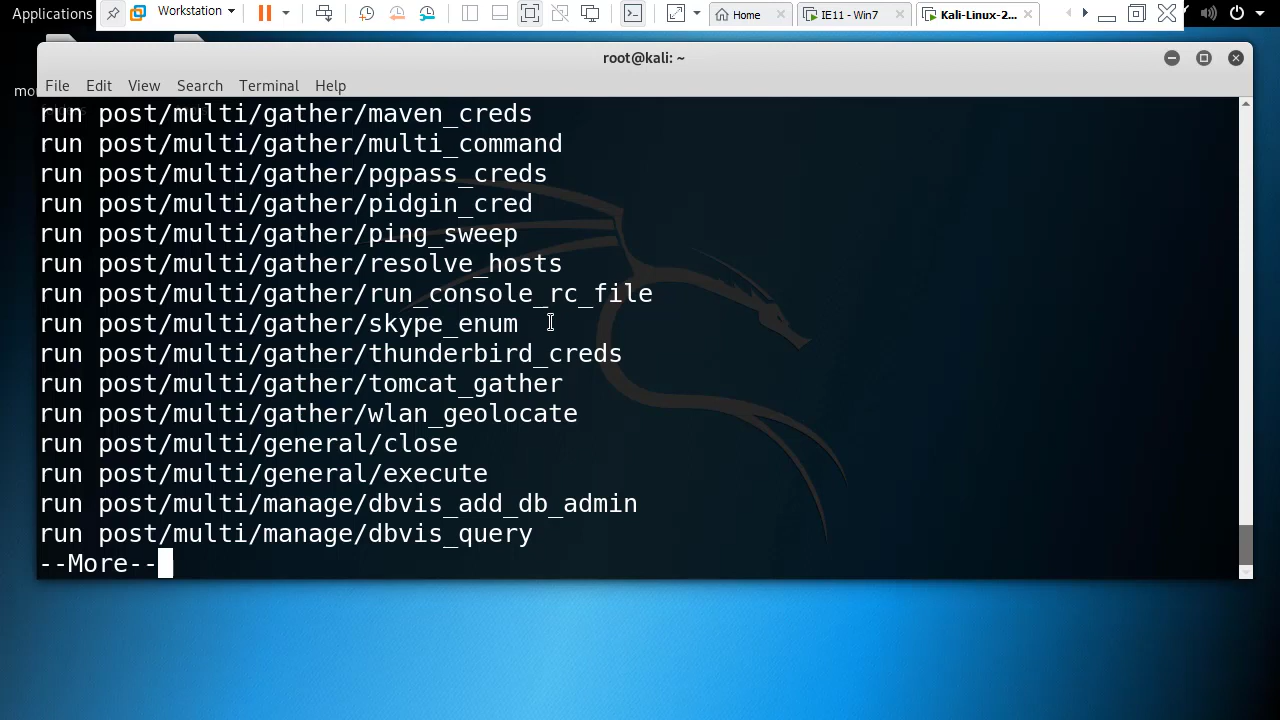 Applications
Workstation
Home
IE11 - Win7
Kali-Linux-2...
root@kali: ~
File Edit View Search Terminal Help
run post/multi/gather/maven_creds
run post/multi/gather/multi_command
run post/multi/gather/pgpass_creds
run post/multi/gather/pidgin_cred
run post/multi/gather/ping_sweep
run post/multi/gather/resolve_hosts
run post/multi/gather/run_console_rc_file
run post/multi/gather/skype_enum
run post/multi/gather/thunderbird_creds
run post/multi/gather/tomcat_gather
run post/multi/gather/wlan_geolocate
run post/multi/general/close
run post/multi/general/execute
run post/multi/manage/dbvis_add_db_admin
run post/multi/manage/dbvis_query
--More--